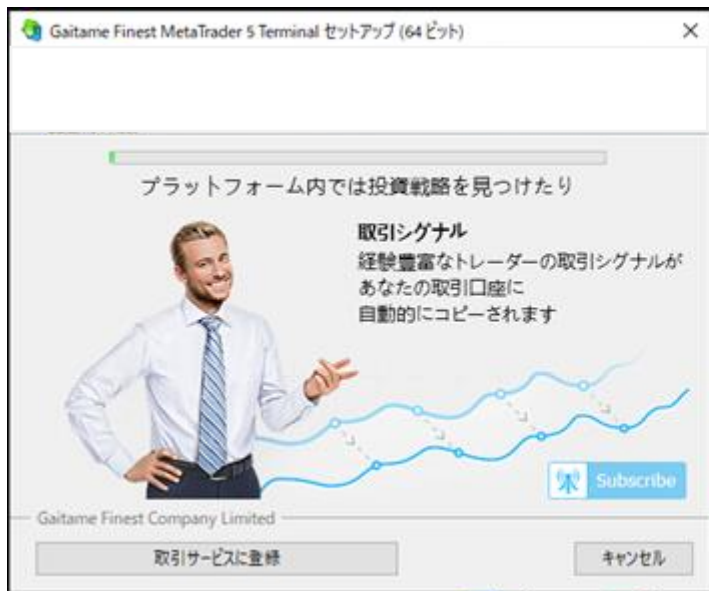 Gaitame Finest MetaTrader 5 Terminal セットアップ (64 ビット)
プラットフォーム内では投資戦略を見つけたり
取引シグナル
経験豊富なトレーダーの取引シグナルが
あなたの取引口座に
自動的にコピーされます
Subscribe
Gaitame Finest Company Limited
取引サービスに登録
キャンセル